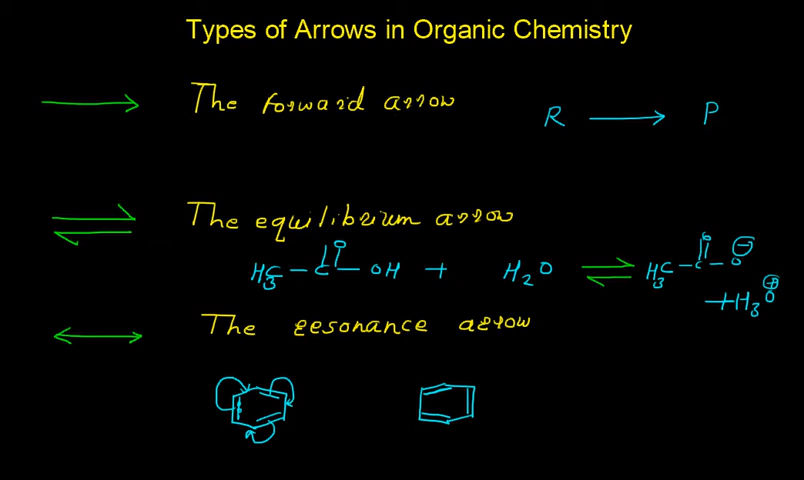 Types of Arrows in Organic Chemistry
The forward arrow
R ⟶ P
The equilibrium arrow
H₃C – C – OH + H₂O ⇌ H₃C – C – O ⊖
O O
+ H₃O ⊕
The resonance arrow